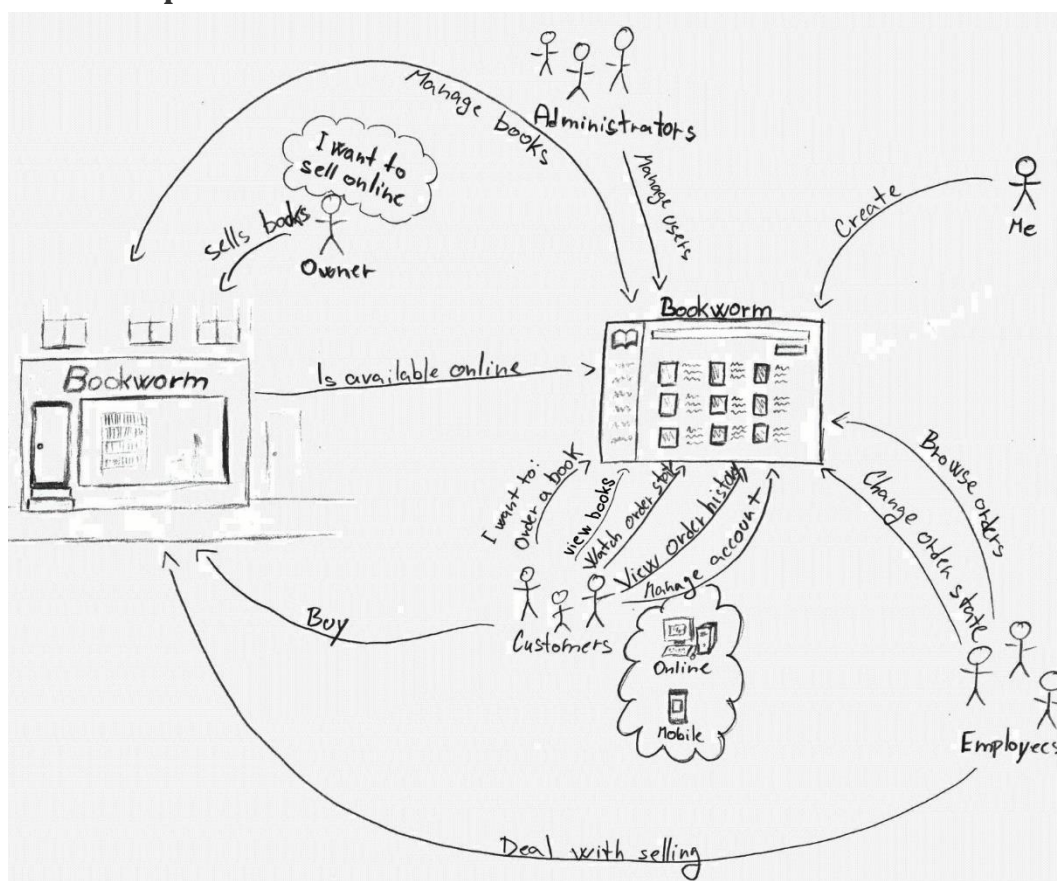 Administrators
Manage
books
Manage users
I want to
sell online
sells books
Owner
Create
Me
Bookworm
Bookworm
Is available online
I want to:
Order a book
view books
Watch order stat
View order history
Manage account
Browse orders
Change order state
Buy
Customers
Online
Mobile
Employees
Deal with selling